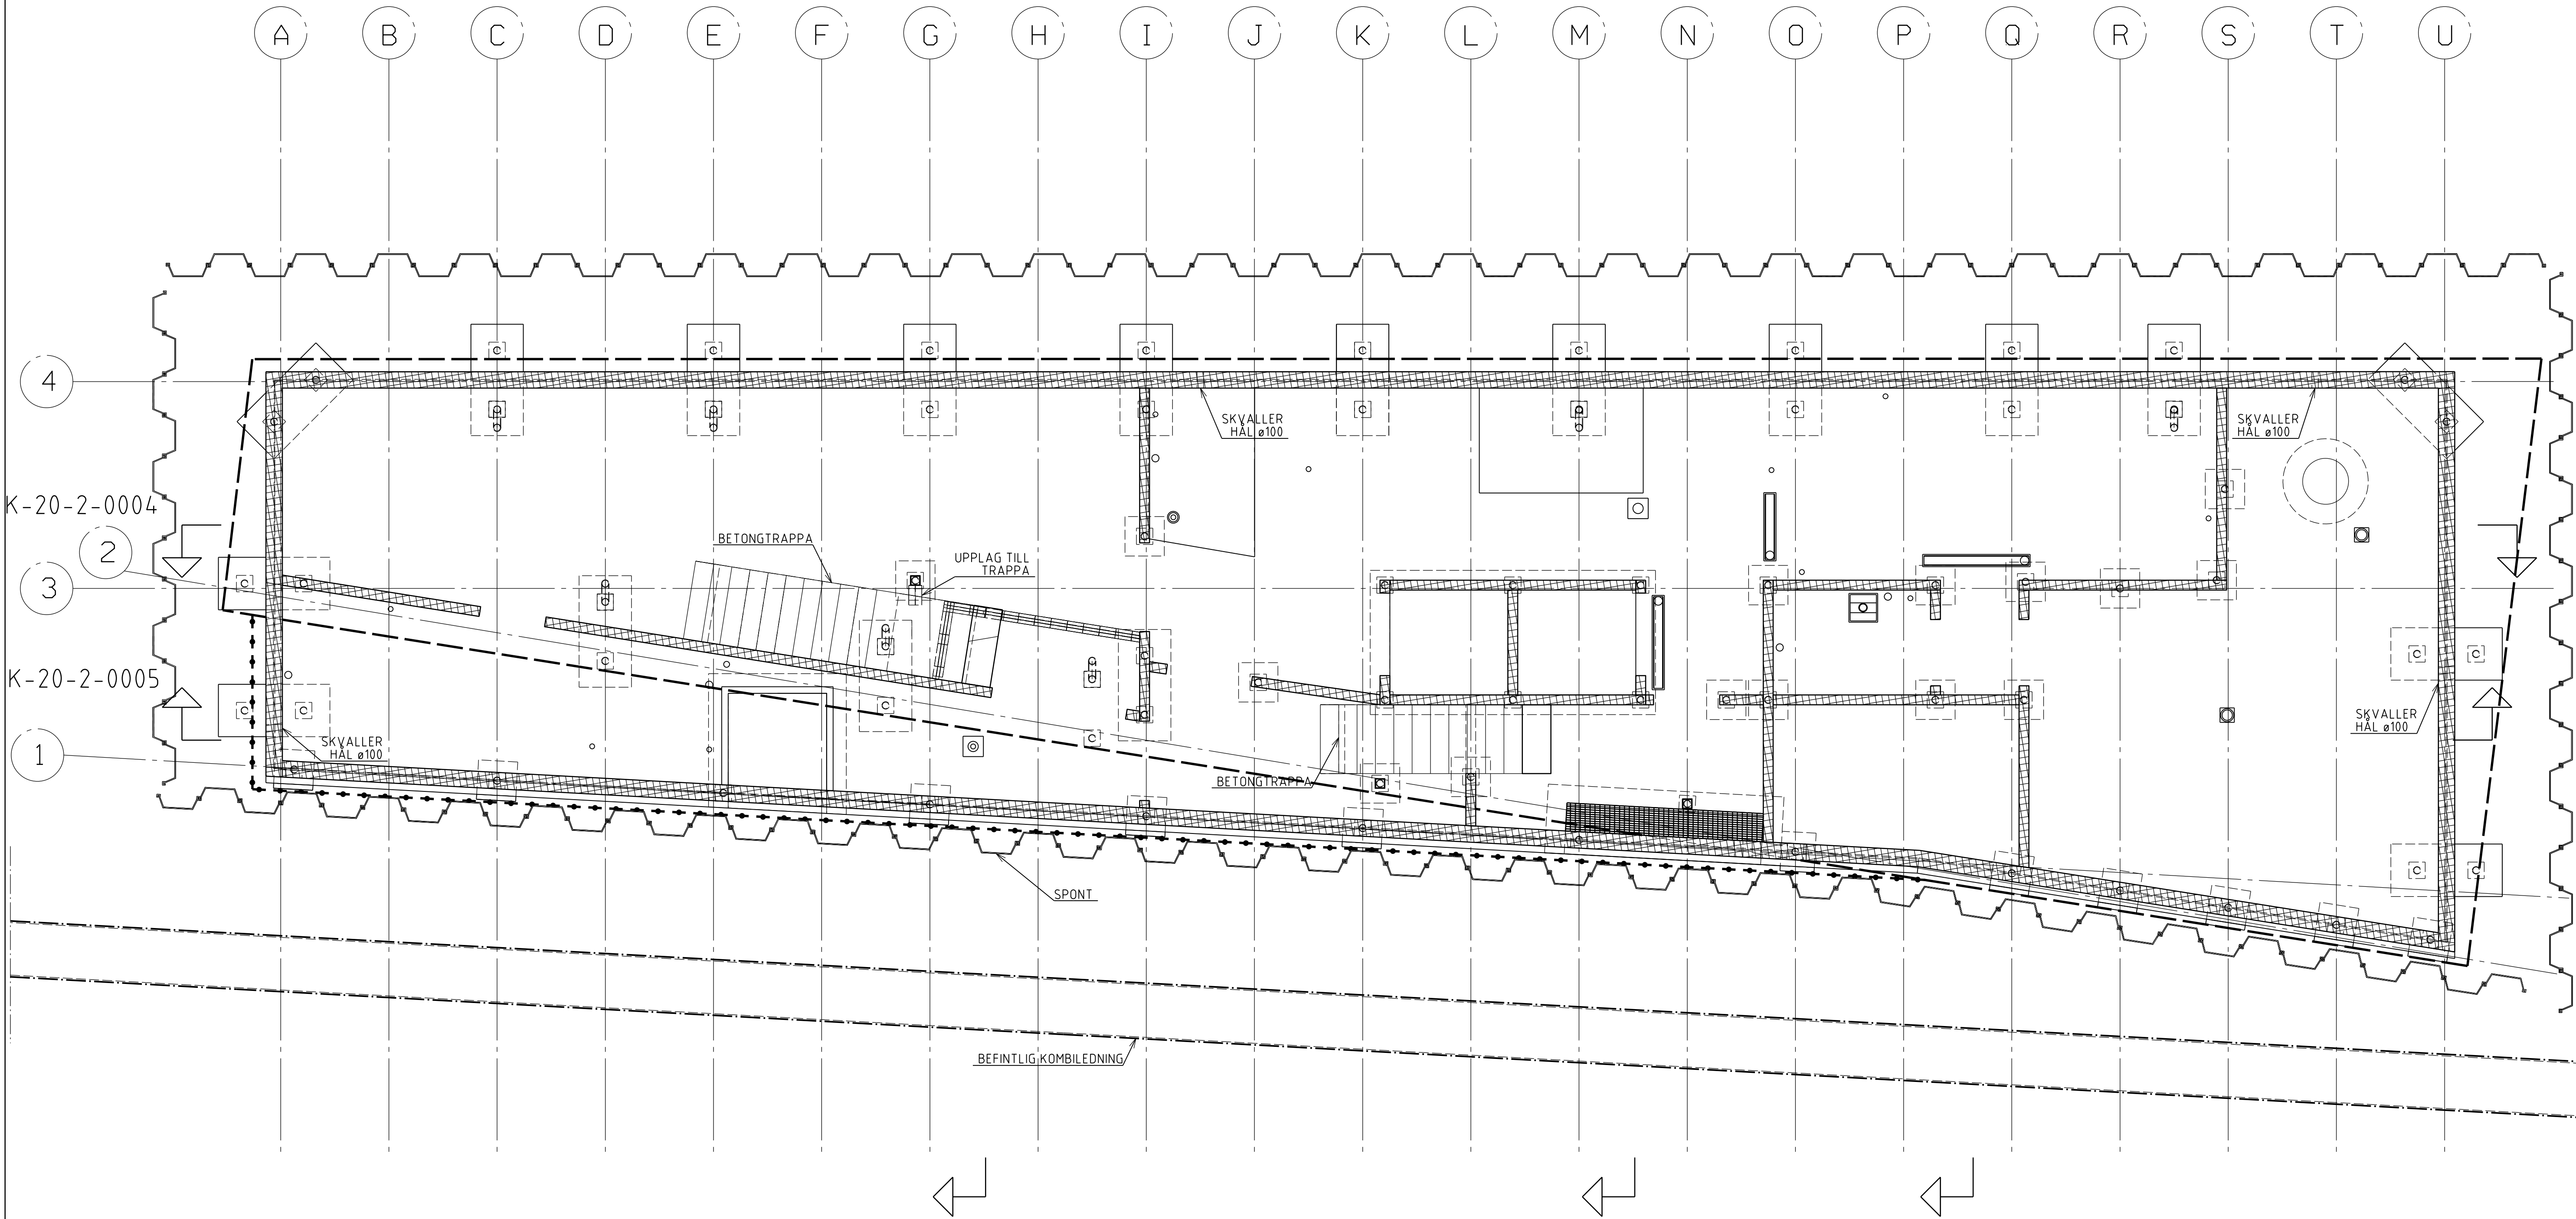 A B C D E F G H I J K L M N O P Q R S T U
4
SKVALLER
HÅL ø100
SKVALLER
HÅL ø100
K-20-2-0004
2
BETONGTRAPPA
UPPLAG TILL
TRAPPA
3
K-20-2-0005
SKVALLER
HÅL ø100
SKVALLER
HÅL ø100
1
BETONGTRAPPA
SPONT
BEFINTLIG KOMBILEDNING